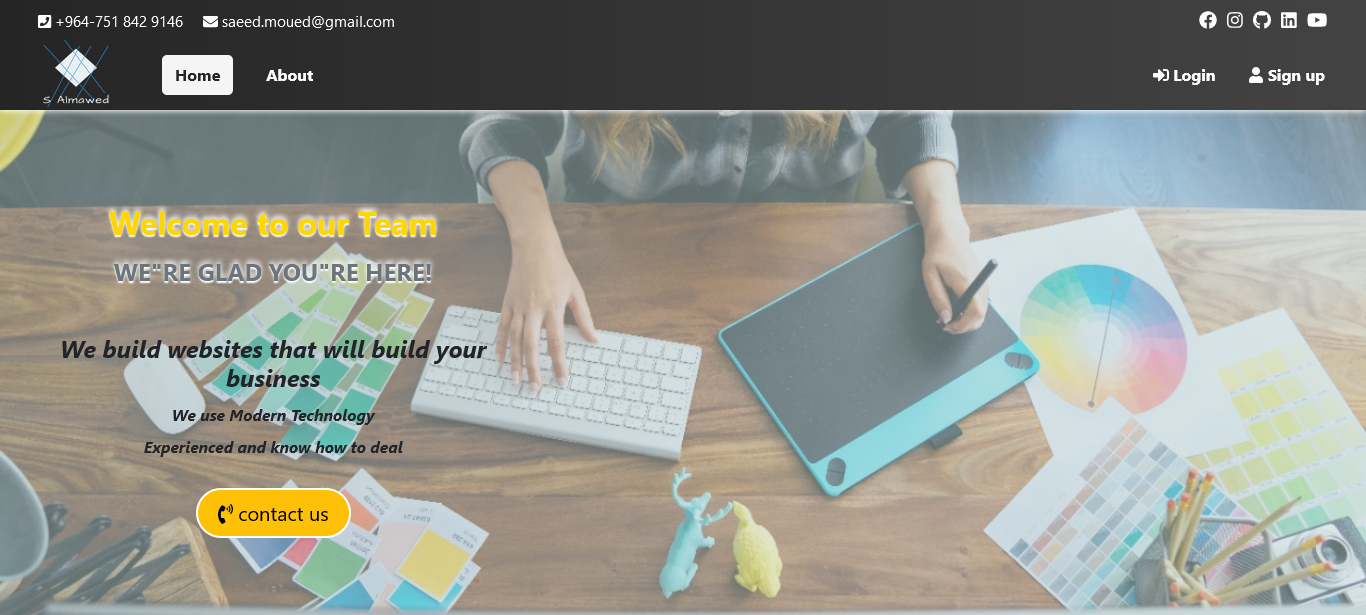 +964-751 842 9146 saeed.moued@gmail.com
S Almawed
Home About Login Sign up
Welcome to our Team
WE"RE GLAD YOU"RE HERE!
We build websites that will build your
business
We use Modern Technology
Experienced and know how to deal
contact us